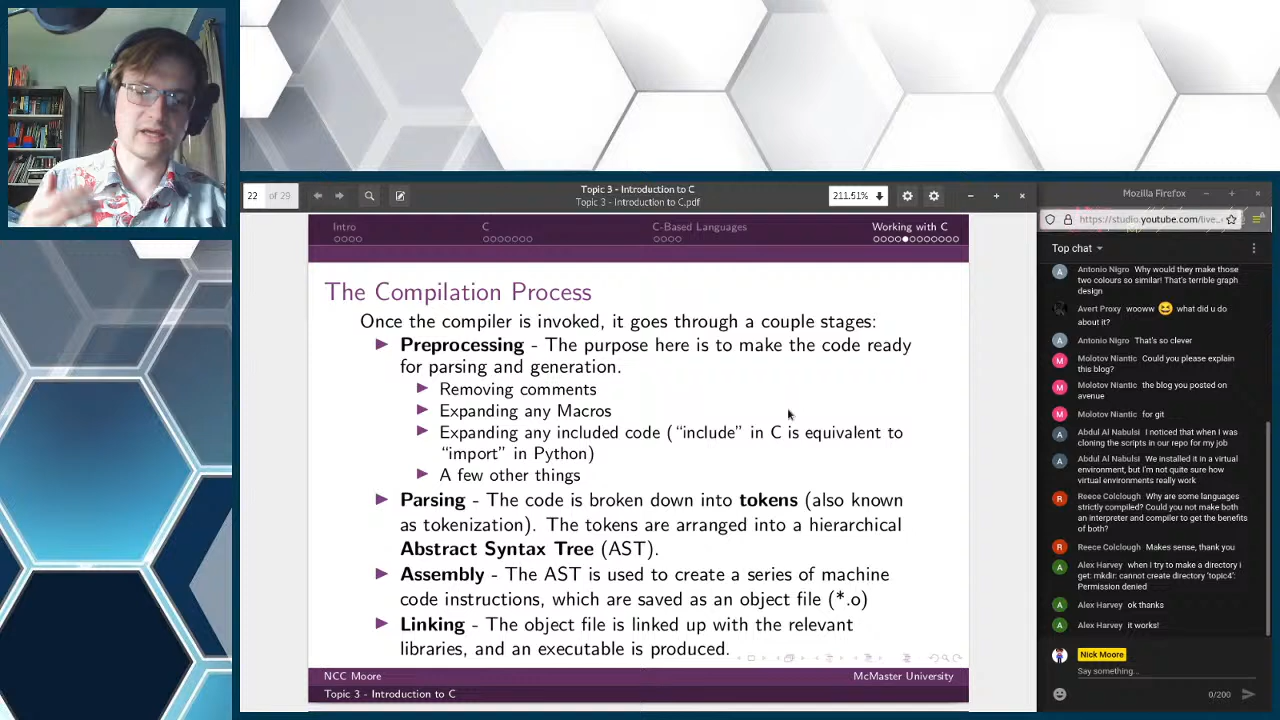 22 of 29
Topic 3 - Introduction to C
Topic 3 - Introduction to C.pdf
211.51%
Intro
C
C-Based Languages
Working with C
The Compilation Process
Once the compiler is invoked, it goes through a couple stages:
Preprocessing - The purpose here is to make the code ready
for parsing and generation.
Removing comments
Expanding any Macros
Expanding any included code (“include” in C is equivalent to
“import” in Python)
A few other things
Parsing - The code is broken down into tokens (also known
as tokenization). The tokens are arranged into a hierarchical
Abstract Syntax Tree (AST).
Assembly - The AST is used to create a series of machine
code instructions, which are saved as an object file (*.o)
Linking - The object file is linked up with the relevant
libraries, and an executable is produced.
NCC Moore
McMaster University
Topic 3 - Introduction to C
Mozilla Firefox
https://studio.youtube.com/live_
Top chat
Antonio Nigro Why would they make those
two colours so similar! That's terrible graph
design
Avert Proxy wooww what did u do
about it?
Antonio Nigro That's so clever
Molotov Niantic Could you please explain
this blog?
Molotov Niantic the blog you posted on
avenue
Molotov Niantic for git
Abdul Al Nabulsi I noticed that when I was
cloning the scripts in our repo for my job
Abdul Al Nabulsi We installed it in a virtual
environment, but I'm not quite sure how
virtual environments really work
Reece Colclough Why are some languages
strictly compiled? Could you not make both
an interpreter and compiler to get the benefits
of both?
Reece Colclough Makes sense, thank you
Alex Harvey when i try to make a directory i
get: mkdir: cannot create directory 'topic4':
Permission denied
Alex Harvey ok thanks
Alex Harvey it works!
Nick Moore
Say something...
0/200